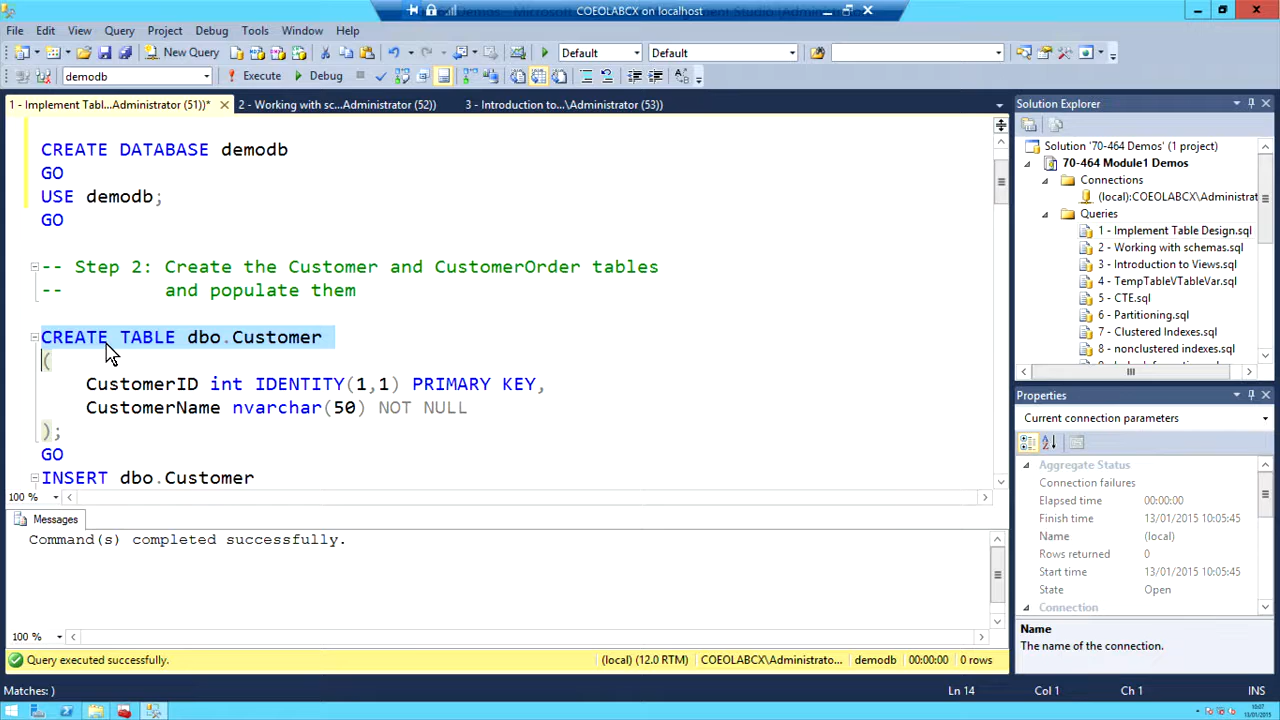 COEOLABCX on localhost
File Edit View Query Project Debug Tools Window Help
New Query Default Default
demodb Execute Debug
1 - Implement Tabl...Administrator (51))* 2 - Working with sc...Administrator (52)) 3 - Introduction to...\Administrator (53))
CREATE DATABASE demodb
GO
USE demodb;
GO
-- Step 2: Create the Customer and CustomerOrder tables
-- and populate them
CREATE TABLE dbo.Customer
(
CustomerID int IDENTITY(1,1) PRIMARY KEY,
CustomerName nvarchar(50) NOT NULL
);
GO
INSERT dbo.Customer
100 %
Messages
Command(s) completed successfully.
100 %
Query executed successfully. (local) (12.0 RTM) COEOLABCX\Administrato... demodb 00:00:00 0 rows
Solution Explorer
Solution '70-464 Demos' (1 project)
70-464 Module1 Demos
Connections
(local):COEOLABCX\Administrat
Queries
1 - Implement Table Design.sql
2 - Working with schemas.sql
3 - Introduction to Views.sql
4 - TempTableVTableVar.sql
5 - CTE.sql
6 - Partitioning.sql
7 - Clustered Indexes.sql
8 - nonclustered indexes.sql
Properties
Current connection parameters
Aggregate Status
Connection failures
Elapsed time 00:00:00
Finish time 13/01/2015 10:05:45
Name (local)
Rows returned 0
Start time 13/01/2015 10:05:45
State Open
Connection
Name
The name of the connection.
Matches: ) Ln 14 Col 1 Ch 1 INS
10:07
13/01/2015